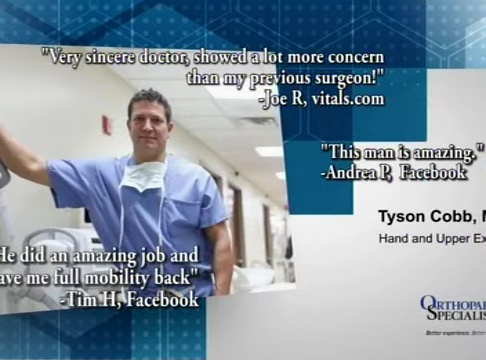 "Very sincere doctor, showed a lot more concern
than my previous surgeon!"
-Joe R, vitals.com
"This man is amazing."
-Andrea P, Facebook
Tyson Cobb, M
Hand and Upper Ex
He did an amazing job and
ave me full mobility back"
-Tim H, Facebook
ORTHOPAE
SPECIALIS
Better experience. Better